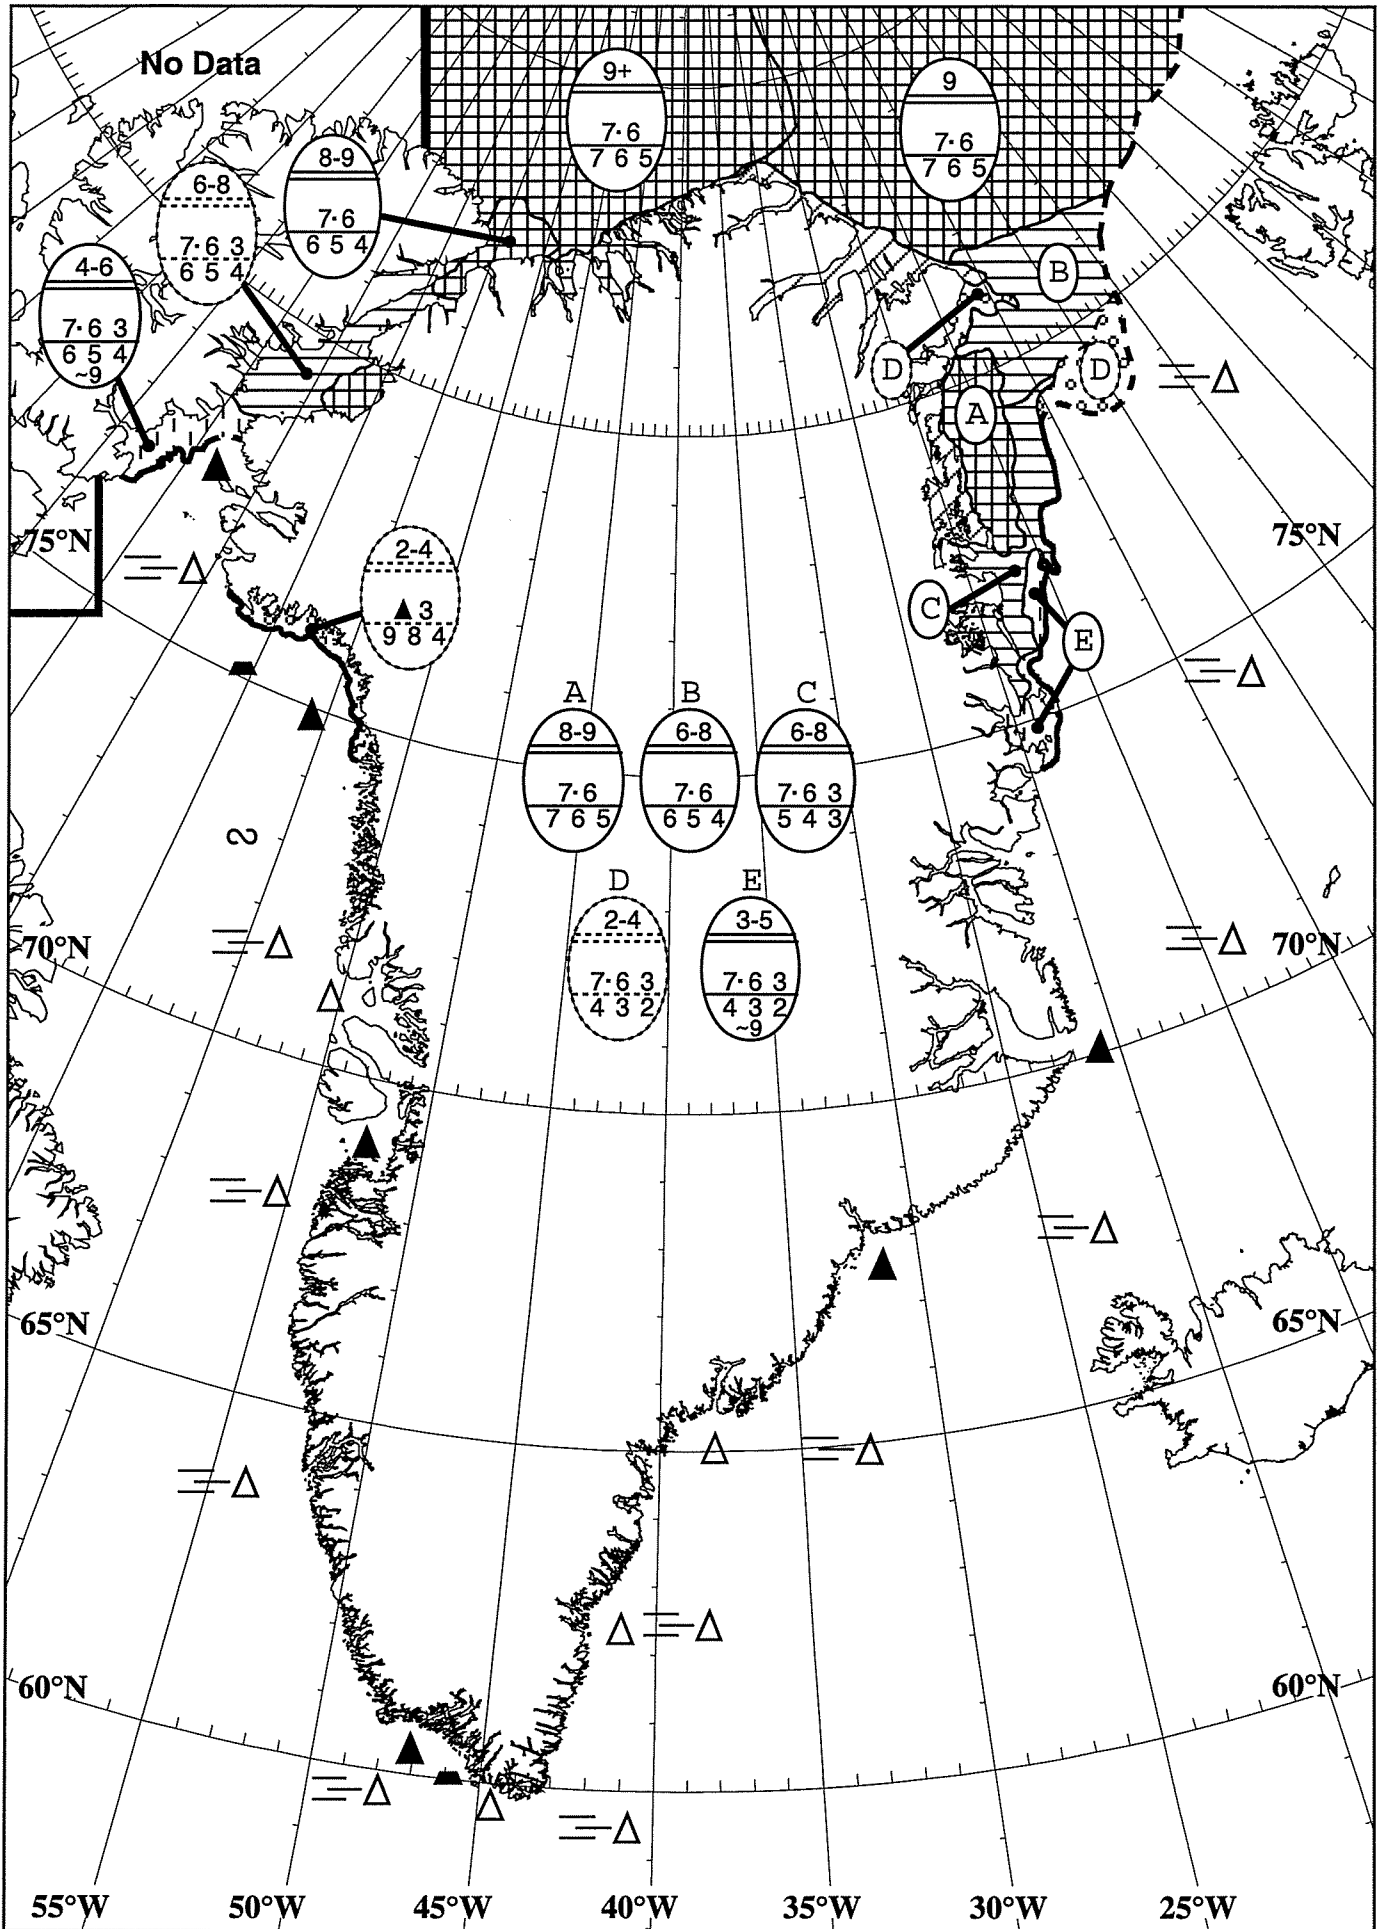 No Data
9+
7• 6
7 6 5
9
7• 6
7 6 5
8-9
7• 6
6 5 4
6-8
7• 6 3
6 5 4
4-6
7• 6 3
6 5 4
~9
B
D
D
A
75°N
75°N
2-4
▲ 3
9 8 4
C
E
A
8-9
7• 6
7 6 5
B
6-8
7• 6
6 5 4
C
6-8
7• 6 3
5 4 3
D
2-4
7• 6 3
4 3 2
E
3-5
7• 6 3
4 3 2
~9
70°N
70°N
65°N
65°N
60°N
60°N
55°W 50°W 45°W 40°W 35°W 30°W 25°W